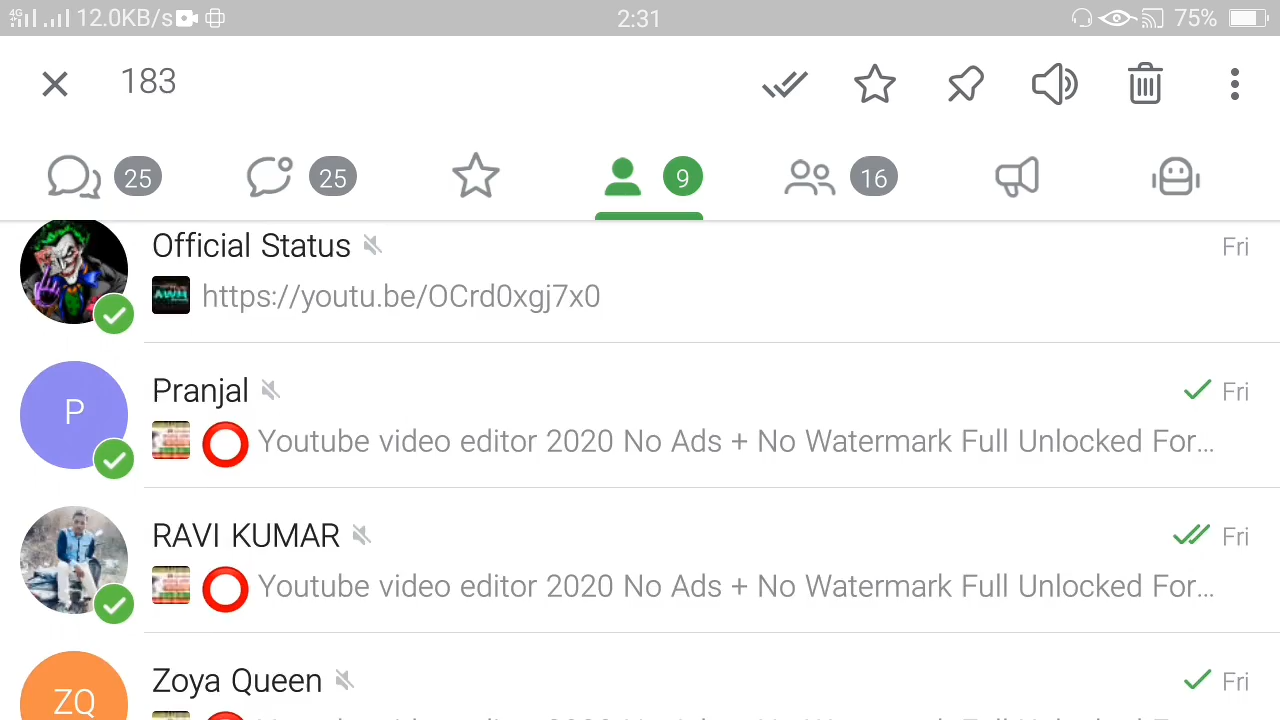 4G 12.0KB/s 2:31 75%
183
25 25 9 16
Official Status Fri
https://youtu.be/OCrd0xgj7x0
P
Pranjal Fri
Youtube video editor 2020 No Ads + No Watermark Full Unlocked For...
RAVI KUMAR Fri
Youtube video editor 2020 No Ads + No Watermark Full Unlocked For...
ZQ
Zoya Queen Fri